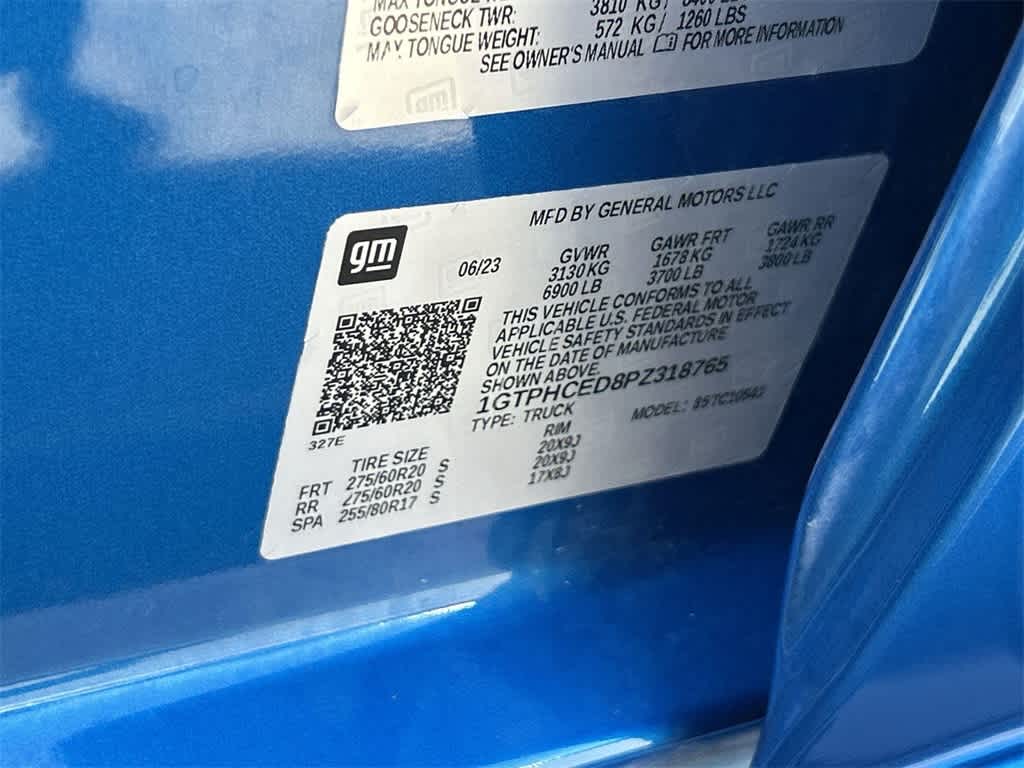 GOOSENECK TWR:
MAX TONGUE WEIGHT: 572 KG/ 1260 LBS
SEE OWNER'S MANUAL FOR MORE INFORMATION
gm
MFD BY GENERAL MOTORS LLC
06/23
GVWR GAWR FRT GAWR RR
3130 KG 1678 KG 1724 KG
6900 LB 3700 LB 3800 LB
THIS VEHICLE CONFORMS TO ALL
APPLICABLE U.S. FEDERAL MOTOR
VEHICLE SAFETY STANDARDS IN EFFECT
ON THE DATE OF MANUFACTURE
SHOWN ABOVE.
1GTPHCED8PZ318765
TYPE: TRUCK MODEL:
327E
TIRE SIZE RIM
FRT 275/60R20 S 20X9J
RR 275/60R20 S 20X9J
SPA 255/80R17 S 17X8J